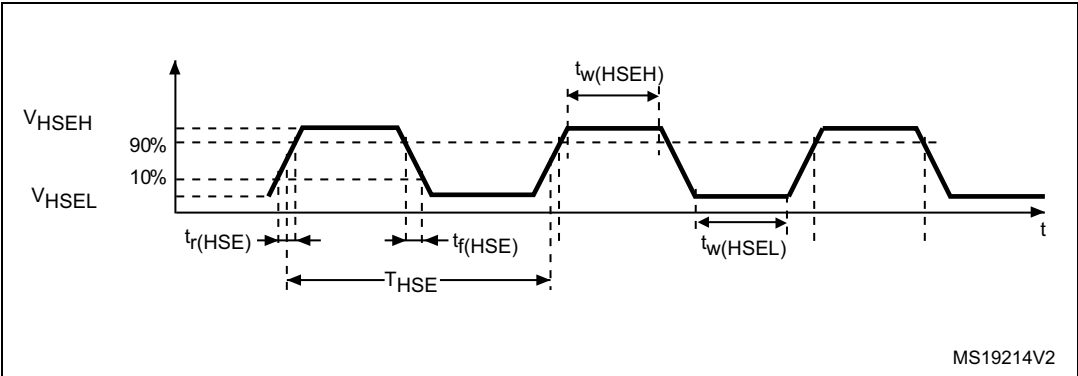 tw(HSEH)
VHSEH
90%
10%
VHSEL
tr(HSE)
tf(HSE)
tw(HSEL)
t
THSE
MS19214V2